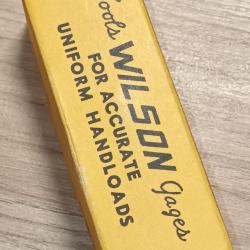 Tools WILSON Gages
FOR ACCURATE
UNIFORM HANDLOADS